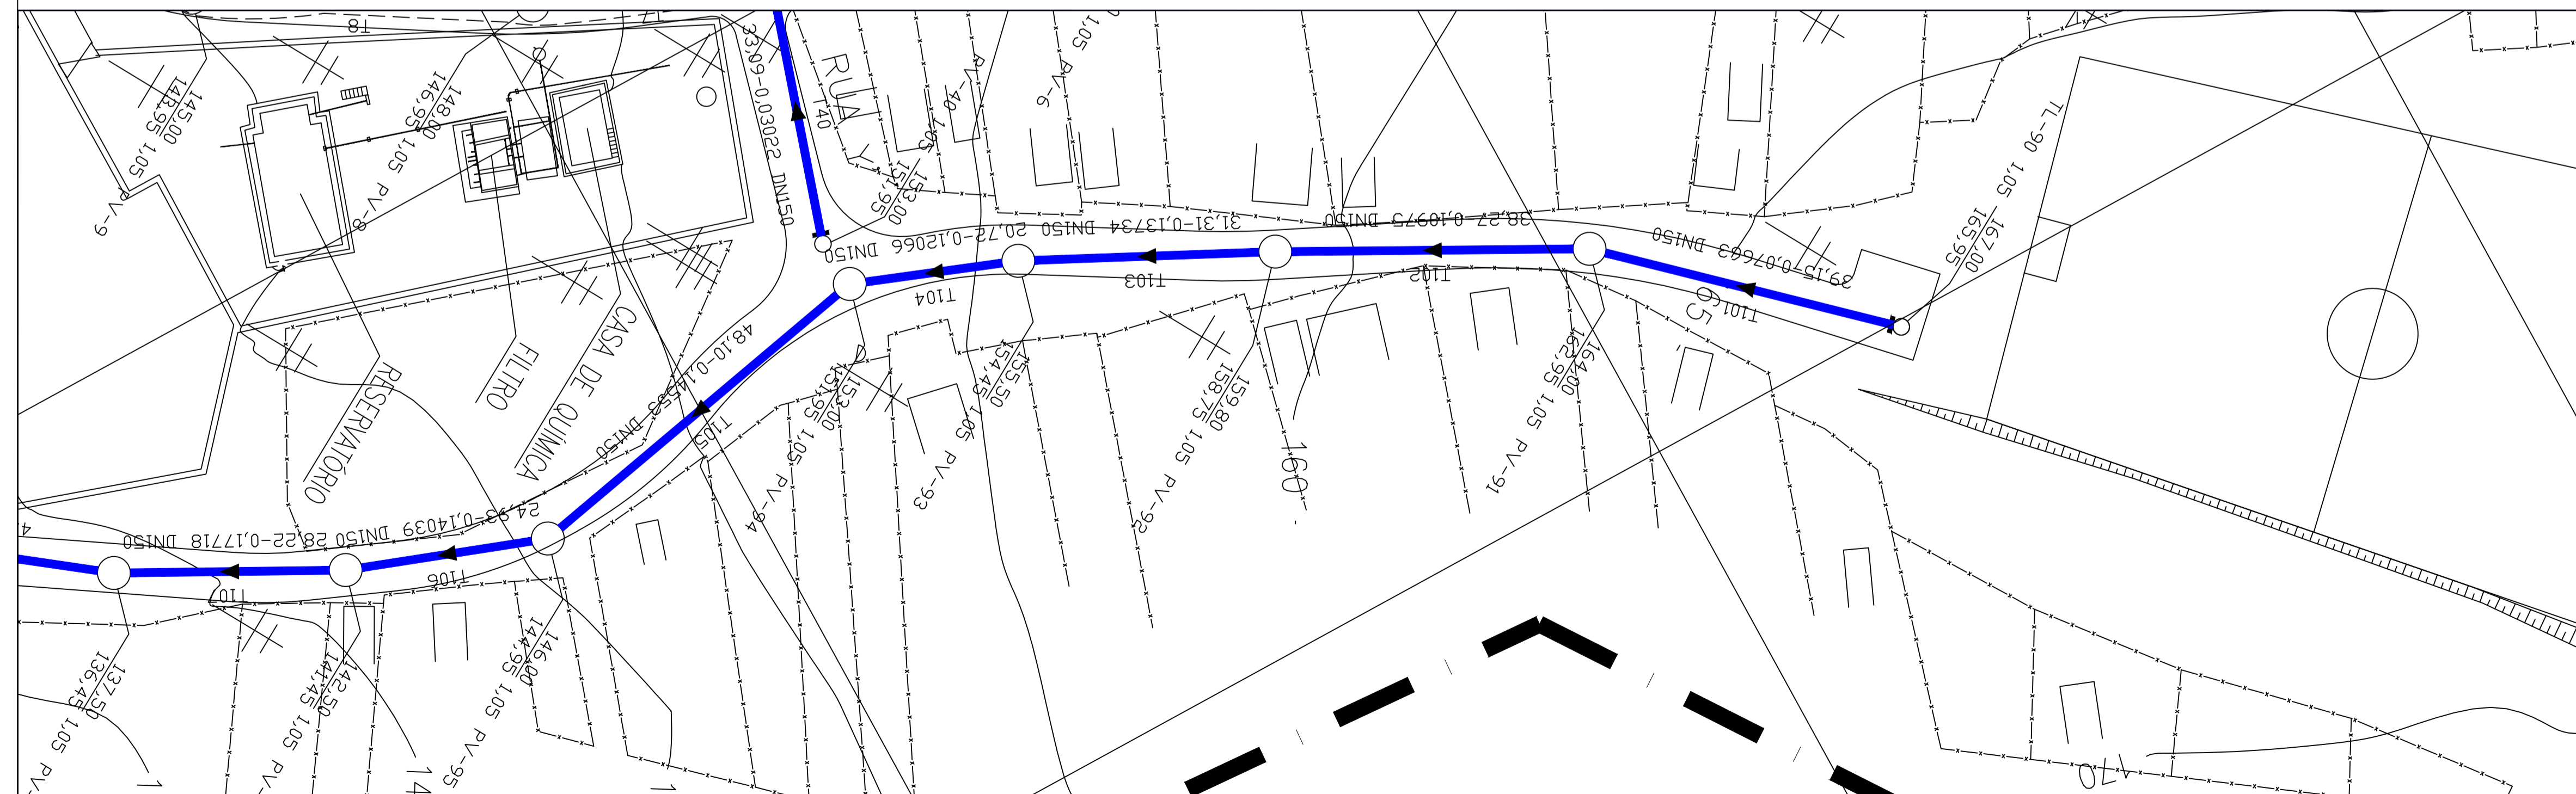 T8
33,09-0,03022 DN150
T40
RUA
PV-40 1,05
153,00
151,95
PV-6 1,05
145,00
143,95 1,05
PV-9
148,00
146,95 1,05
PV-8
TL-90 1,05
167,00
165,95
39,15-0,07663 DN150
T101
65
38,27-0,10975 DN150
T102
31,31-0,13734 DN150
T103
20,72-0,12066 DN150
T104
48,10-0,14553 DN150
T105
24,93-0,14039 DN150
T106
28,22-0,17718 DN150
T107
RESERVATÓRIO
FILTRO
CASA DE QUÍMICA
164,00
162,95 1,05
PV-91
159,80
158,75 1,05
PV-92
155,50
154,45 1,05
PV-93
153,00
151,95 1,05
PV-94
146,00
144,95 1,05
PV-95
142,50
141,45 1,05
PV-
137,50
136,45 1,05
PV-
160
170
14